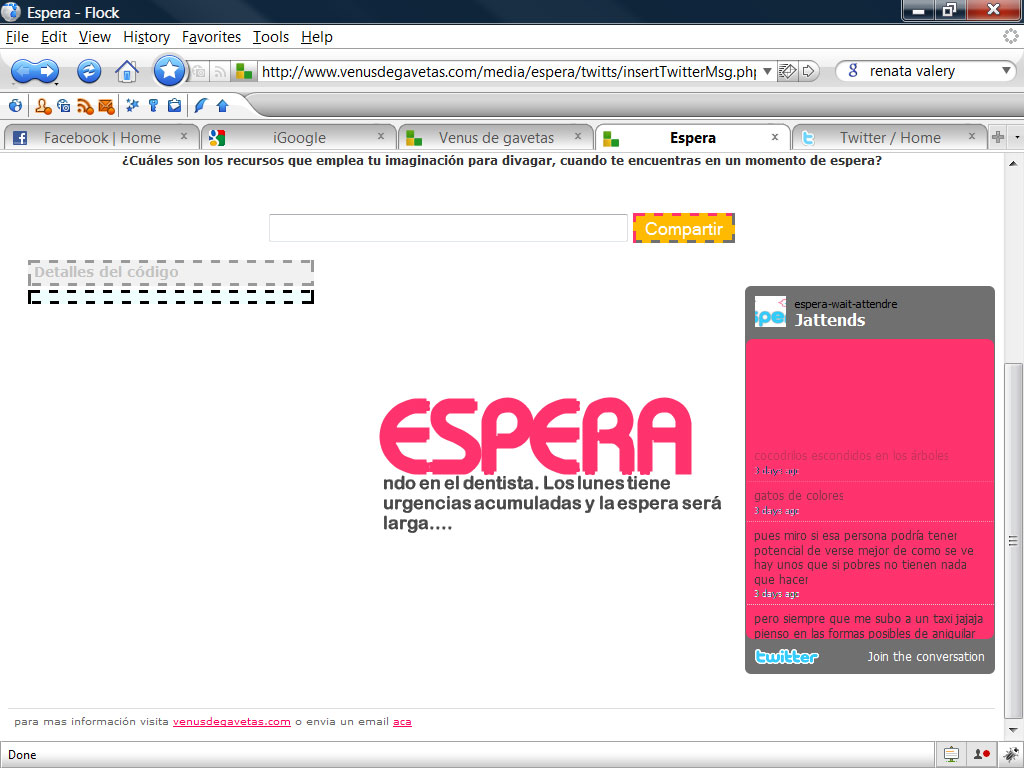 Espera - Flock
File Edit View History Favorites Tools Help
http://www.venusdegavetas.com/media/espera/twitts/insertTwitterMsg.php
renata valery
Facebook | Home
iGoogle
Venus de gavetas
Espera
Twitter / Home
¿Cuáles son los recursos que emplea tu imaginación para divagar, cuando te encuentras en un momento de espera?
Compartir
Detalles del código
espera-wait-attendre
Jattends
cocodrilos escondidos en los árboles
3 days ago
gatos de colores
3 days ago
pues miro si esa persona podría tener
potencial de verse mejor de como se ve
hay unos que si pobres no tienen nada
que hacer
3 days ago
pero siempre que me subo a un taxi jajaja
pienso en las formas posibles de aniquilar
twitter
Join the conversation
ESPERA
ndo en el dentista. Los lunes tiene
urgencias acumuladas y la espera será
larga....
para mas información visita venusdegavetas.com o envia un email aca
Done